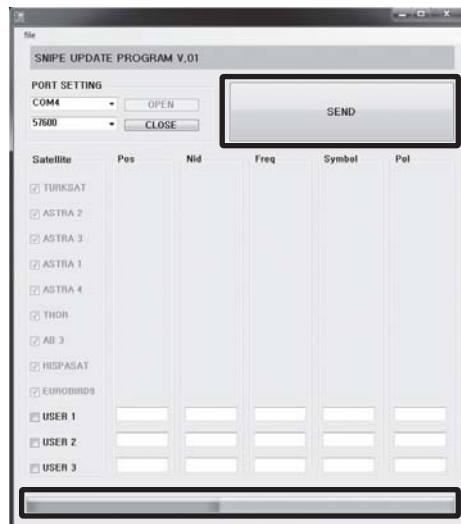 file
SNIPE UPDATE PROGRAM V.01
PORT SETTING
COM4 OPEN
57600 CLOSE
SEND
Satellite Pos Nid Freq Symbol Pol
TURKSAT
ASTRA 2
ASTRA 3
ASTRA 1
ASTRA 4
THOR
AB 3
HISPASAT
EUROBIRD9
USER 1
USER 2
USER 3